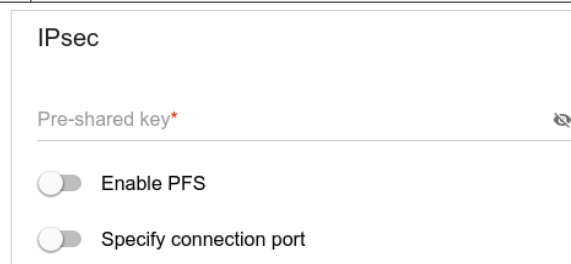 IPsec
Pre-shared key*
Enable PFS
Specify connection port